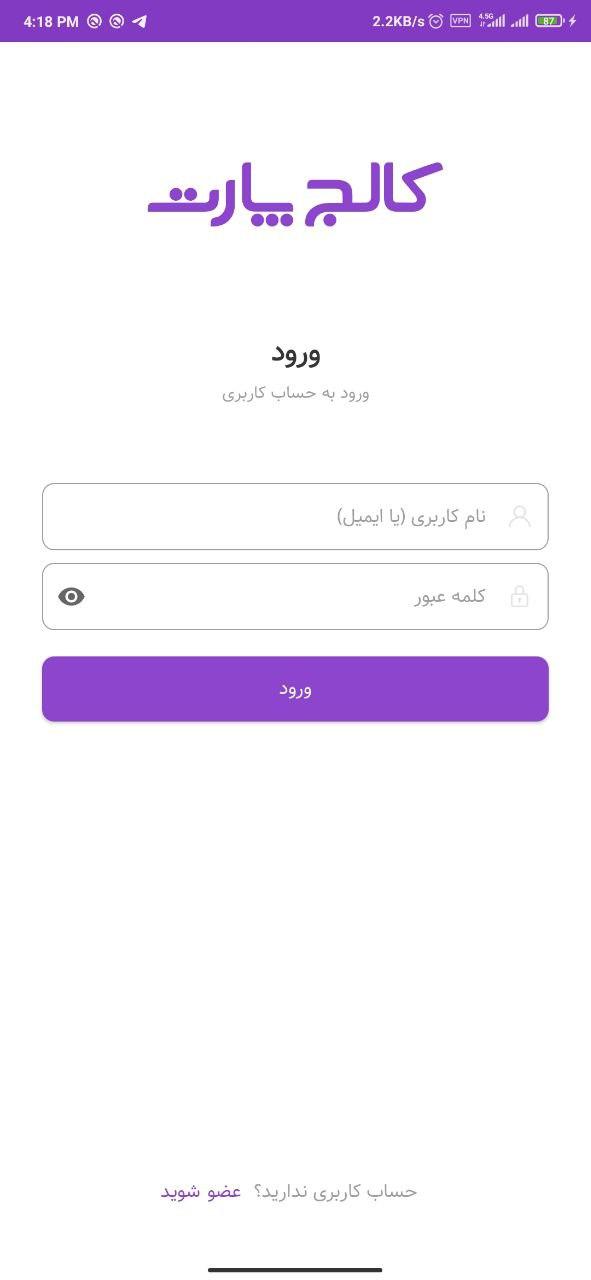 4:18 PM 2.2KB/s VPN 4.5G 87
کالج پارت
ورود
ورود به حساب کاربری
نام کاربری (یا ایمیل)
کلمه عبور
ورود
حساب کاربری ندارید؟ عضو شوید